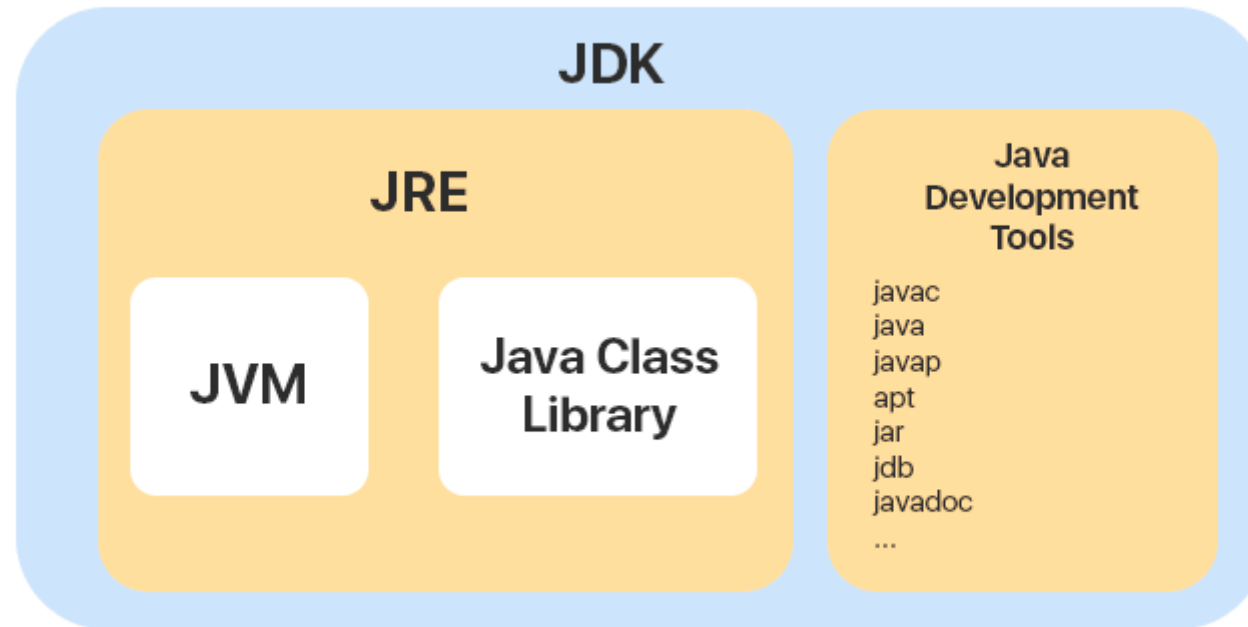 JDK
JRE
JVM
Java Class
Library
Java
Development
Tools
javac
java
javap
apt
jar
jdb
javadoc
...